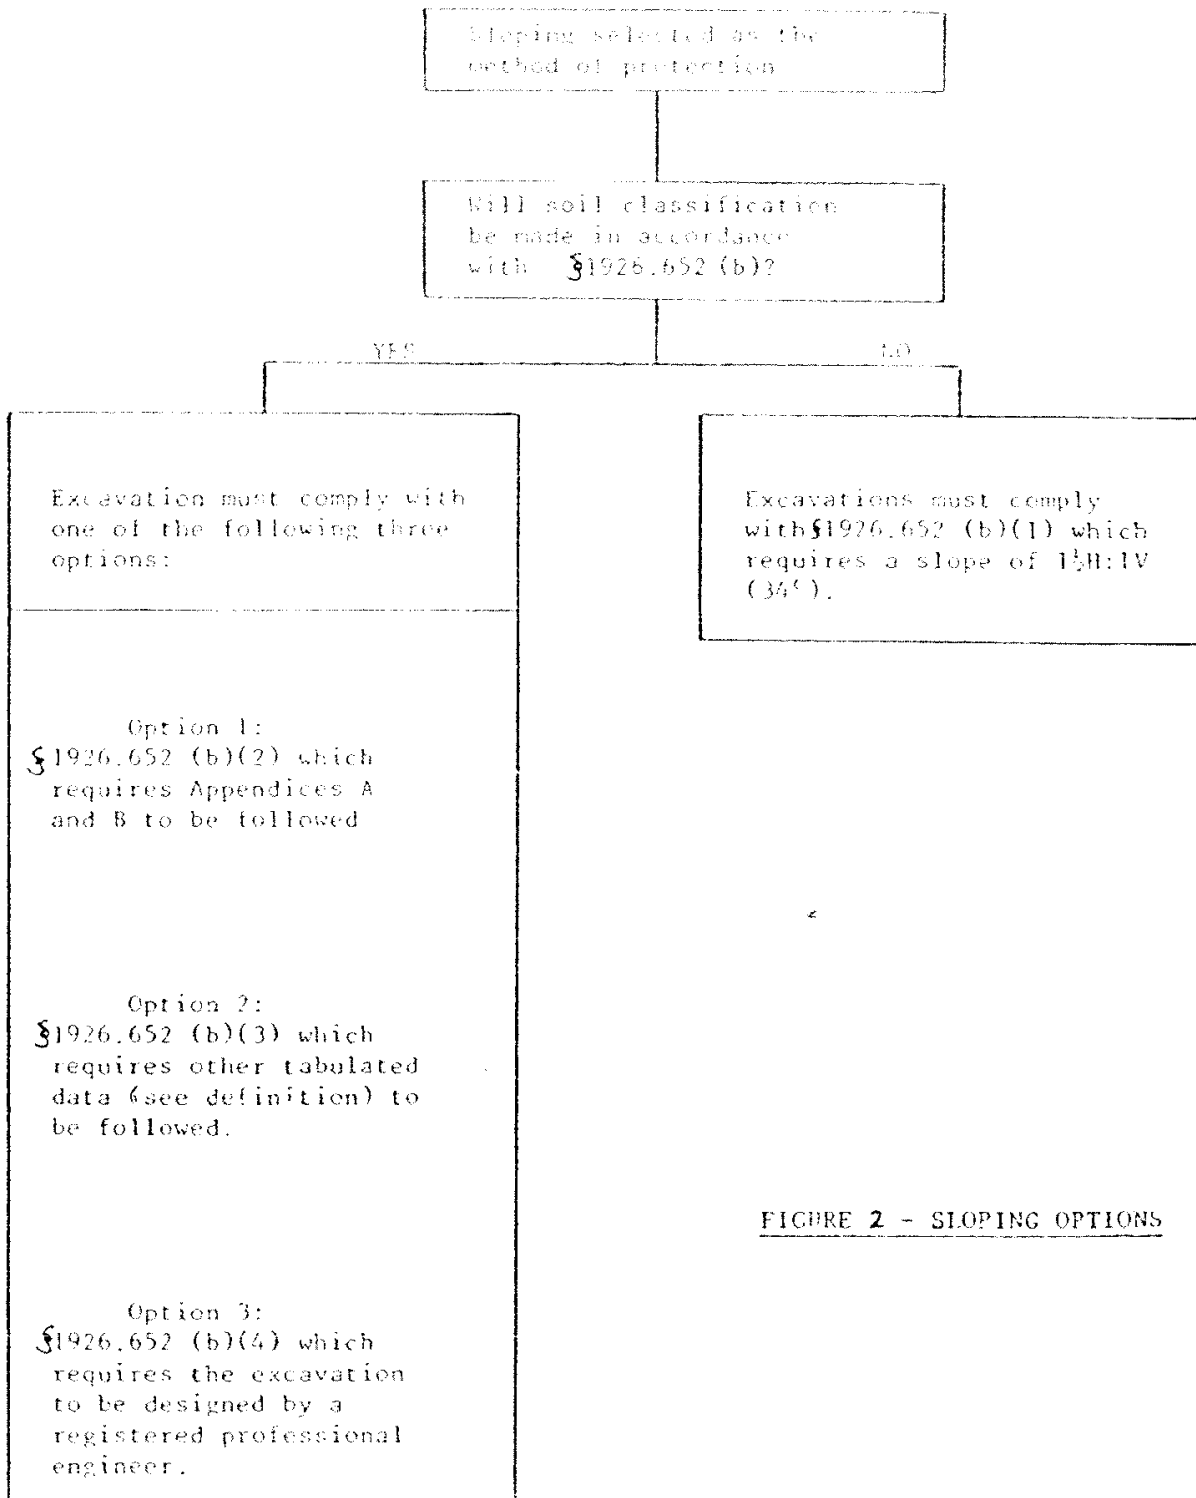 Sloping selected as the
method of protection
Will soil classification
be made in accordance
with §1926.652 (b)?
YES
NO
Excavation must comply with
one of the following three
options:
Excavations must comply
with §1926.652 (b)(1) which
requires a slope of 1½H:1V
(34°).
Option 1:
§1926.652 (b)(2) which
requires Appendices A
and B to be followed
Option 2:
§1926.652 (b)(3) which
requires other tabulated
data (see definition) to
be followed.
Option 3:
§1926.652 (b)(4) which
requires the excavation
to be designed by a
registered professional
engineer.
FIGURE 2 - SLOPING OPTIONS